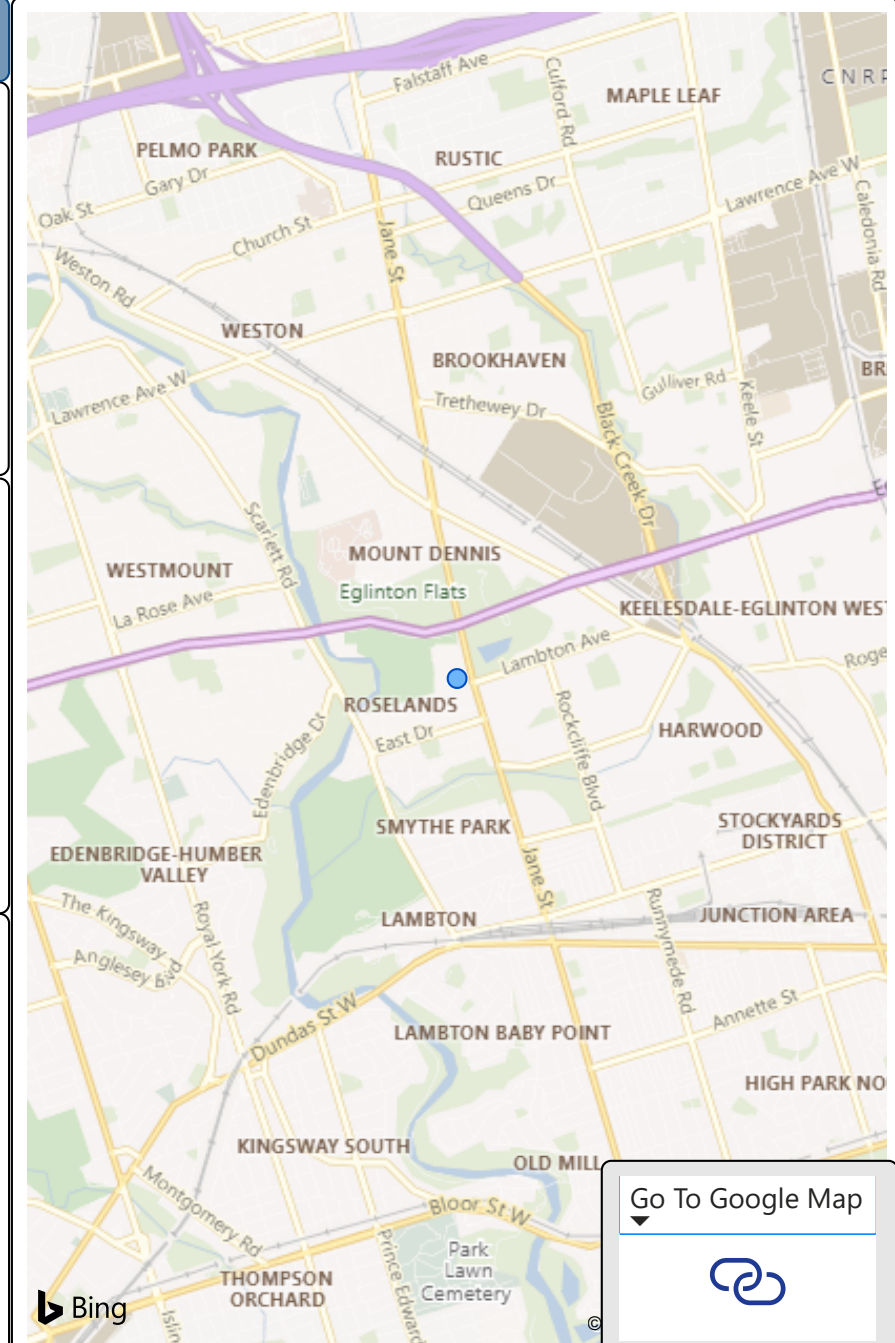 Falstaff Ave
Culford Rd
MAPLE LEAF
CNRP
PELMO PARK
RUSTIC
Gary Dr
Queens Dr
Lawrence Ave W
Caledonia Rd
Oak St
Church St
Jane St
Weston Rd
WESTON
BROOKHAVEN
BR
Lawrence Ave W
Gulliver Rd
Trethewey Dr
Keele St
Black Creek Dr
Scarlett Rd
MOUNT DENNIS
WESTMOUNT
Eglinton Flats
La Rose Ave
KEELESDALE-EGLINTON WEST
Lambton Ave
Roge
ROSELANDS
Rockcliffe Blvd
East Dr
HARWOOD
Edenbridge Dr
SMYTHE PARK
STOCKYARDS
DISTRICT
EDENBRIDGE-HUMBER
VALLEY
Jane St
The Kingsway
Royal York Rd
LAMBTON
Runnymede Rd
JUNCTION AREA
Anglesey Blvd
Annette St
Dundas St W
LAMBTON BABY POINT
HIGH PARK NO
KINGSWAY SOUTH
OLD MILL
Montgomery Rd
Bloor St W
Go To Google Map
Park
Lawn
Cemetery
Prince Edward
THOMPSON
ORCHARD
Islin
Bing
©